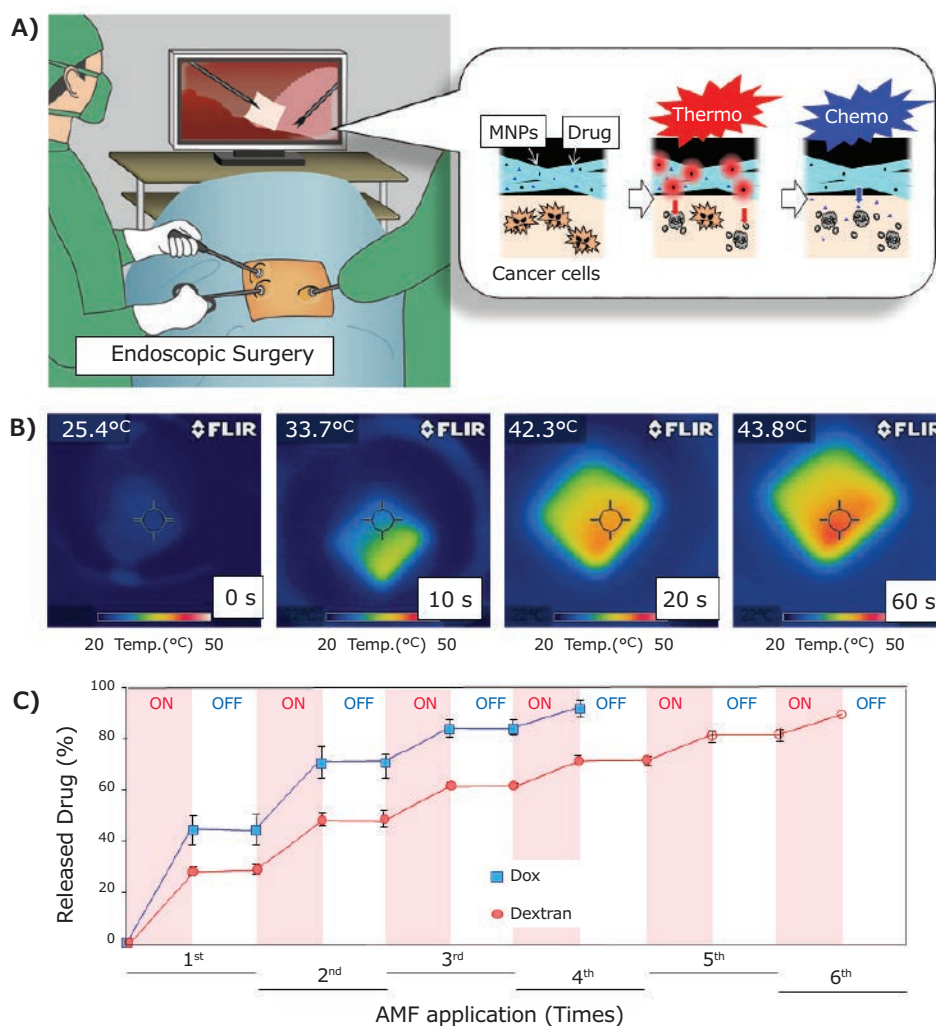 A)
MNPs
Drug
Thermo
Chemo
Cancer cells
Endoscopic Surgery
B)
25.4°C
FLIR
0 s
33.7°C
FLIR
10 s
42.3°C
FLIR
22°C
20 s
43.8°C
FLIR
22°C
60 s
20 Temp.(°C) 50
20 Temp.(°C) 50
20 Temp.(°C) 50
20 Temp.(°C) 50
C)
Released Drug (%)
100
80
60
40
20
0
ON OFF ON OFF ON OFF ON OFF ON OFF ON OFF
Dox
Dextran
1st
2nd
3rd
4th
5th
6th
AMF application (Times)